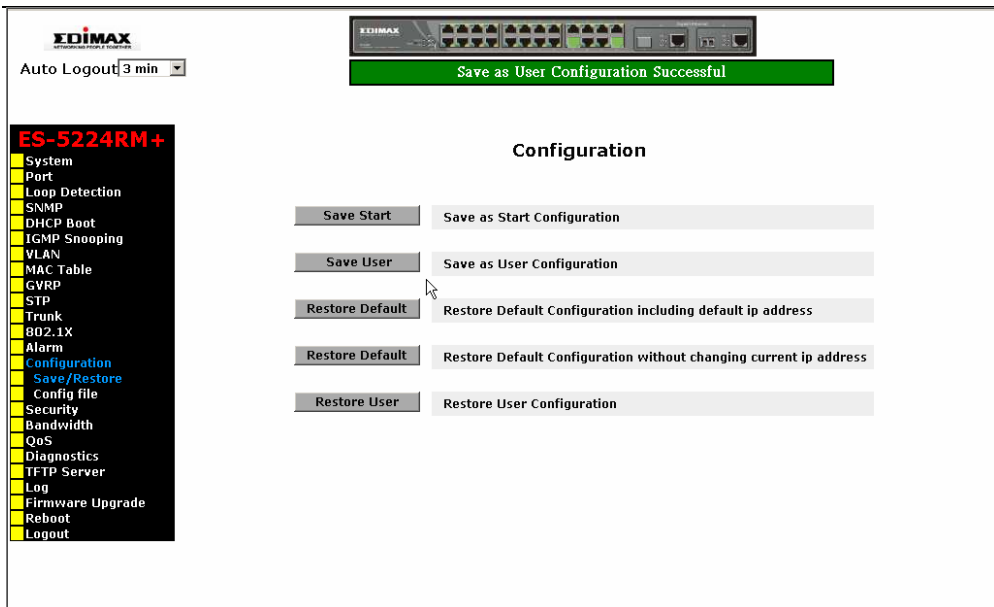 EDIMAX
NETWORKING PEOPLE TOGETHER
Auto Logout 3 min
EDIMAX
Save as User Configuration Successful
ES-5224RM+
System
Port
Loop Detection
SNMP
DHCP Boot
IGMP Snooping
VLAN
MAC Table
GVRP
STP
Trunk
802.1X
Alarm
Configuration
Save/Restore
Config file
Security
Bandwidth
QoS
Diagnostics
TFTP Server
Log
Firmware Upgrade
Reboot
Logout
Configuration
Save Start Save as Start Configuration
Save User Save as User Configuration
Restore Default Restore Default Configuration including default ip address
Restore Default Restore Default Configuration without changing current ip address
Restore User Restore User Configuration